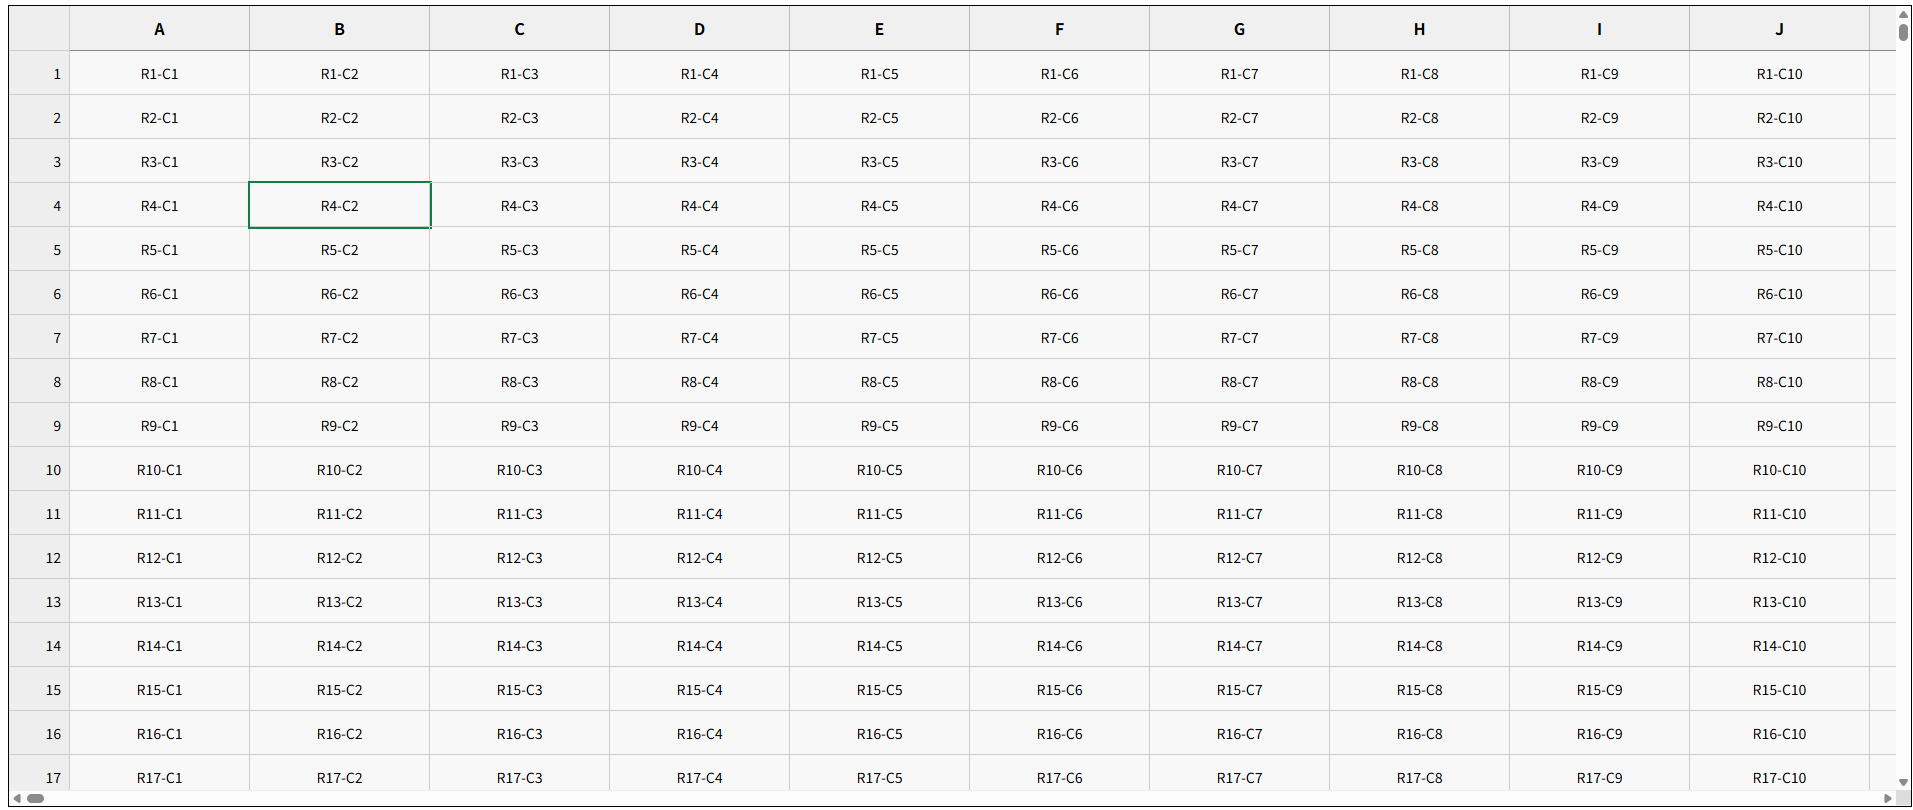 A B C D E F G H I J
1 R1-C1 R1-C2 R1-C3 R1-C4 R1-C5 R1-C6 R1-C7 R1-C8 R1-C9 R1-C10
2 R2-C1 R2-C2 R2-C3 R2-C4 R2-C5 R2-C6 R2-C7 R2-C8 R2-C9 R2-C10
3 R3-C1 R3-C2 R3-C3 R3-C4 R3-C5 R3-C6 R3-C7 R3-C8 R3-C9 R3-C10
4 R4-C1 R4-C2 R4-C3 R4-C4 R4-C5 R4-C6 R4-C7 R4-C8 R4-C9 R4-C10
5 R5-C1 R5-C2 R5-C3 R5-C4 R5-C5 R5-C6 R5-C7 R5-C8 R5-C9 R5-C10
6 R6-C1 R6-C2 R6-C3 R6-C4 R6-C5 R6-C6 R6-C7 R6-C8 R6-C9 R6-C10
7 R7-C1 R7-C2 R7-C3 R7-C4 R7-C5 R7-C6 R7-C7 R7-C8 R7-C9 R7-C10
8 R8-C1 R8-C2 R8-C3 R8-C4 R8-C5 R8-C6 R8-C7 R8-C8 R8-C9 R8-C10
9 R9-C1 R9-C2 R9-C3 R9-C4 R9-C5 R9-C6 R9-C7 R9-C8 R9-C9 R9-C10
10 R10-C1 R10-C2 R10-C3 R10-C4 R10-C5 R10-C6 R10-C7 R10-C8 R10-C9 R10-C10
11 R11-C1 R11-C2 R11-C3 R11-C4 R11-C5 R11-C6 R11-C7 R11-C8 R11-C9 R11-C10
12 R12-C1 R12-C2 R12-C3 R12-C4 R12-C5 R12-C6 R12-C7 R12-C8 R12-C9 R12-C10
13 R13-C1 R13-C2 R13-C3 R13-C4 R13-C5 R13-C6 R13-C7 R13-C8 R13-C9 R13-C10
14 R14-C1 R14-C2 R14-C3 R14-C4 R14-C5 R14-C6 R14-C7 R14-C8 R14-C9 R14-C10
15 R15-C1 R15-C2 R15-C3 R15-C4 R15-C5 R15-C6 R15-C7 R15-C8 R15-C9 R15-C10
16 R16-C1 R16-C2 R16-C3 R16-C4 R16-C5 R16-C6 R16-C7 R16-C8 R16-C9 R16-C10
17 R17-C1 R17-C2 R17-C3 R17-C4 R17-C5 R17-C6 R17-C7 R17-C8 R17-C9 R17-C10